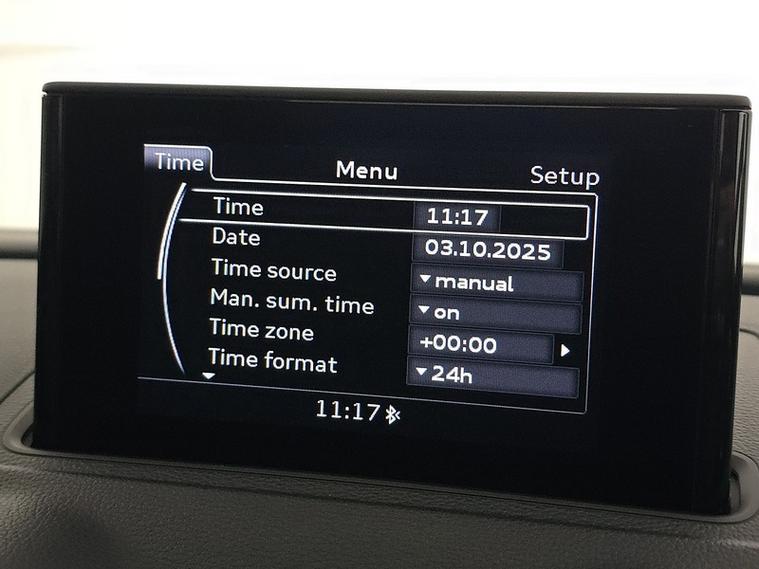 Time Menu Setup
Time 11:17
Date 03.10.2025
Time source manual
Man. sum. time on
Time zone +00:00
Time format 24h
11:17